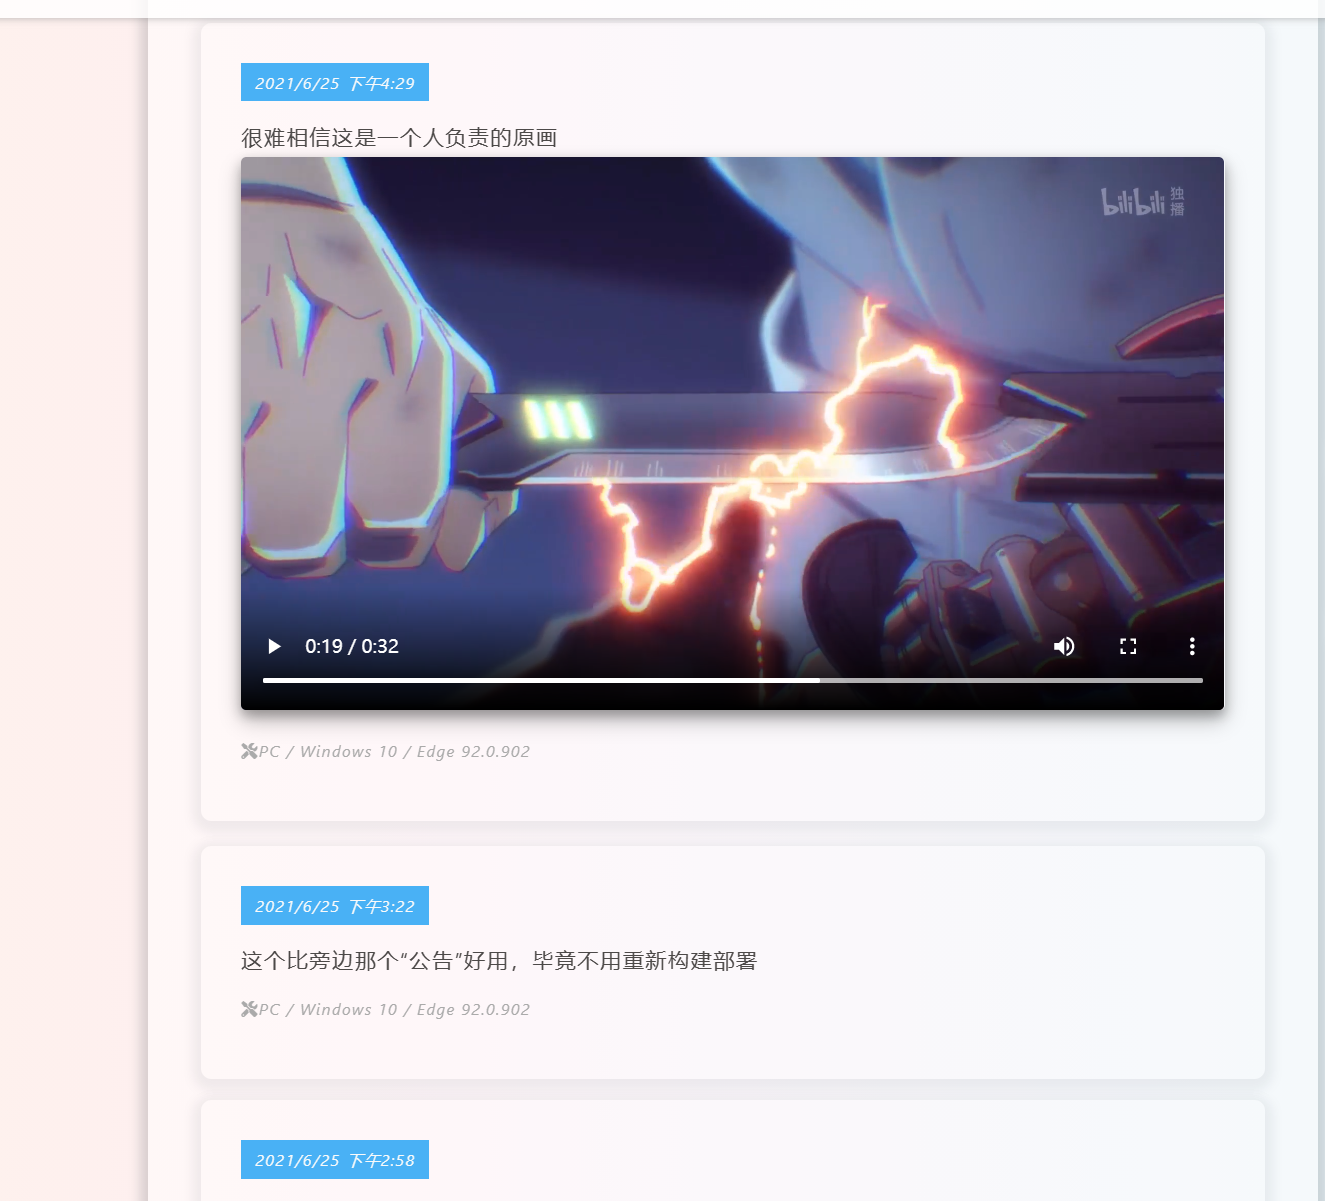 2021/6/25 下午4:29
很难相信这是一个人负责的原画
bilibili 独播
0:19 / 0:32
PC / Windows 10 / Edge 92.0.902
2021/6/25 下午3:22
这个比旁边那个“公告”好用，毕竟不用重新构建部署
PC / Windows 10 / Edge 92.0.902
2021/6/25 下午2:58